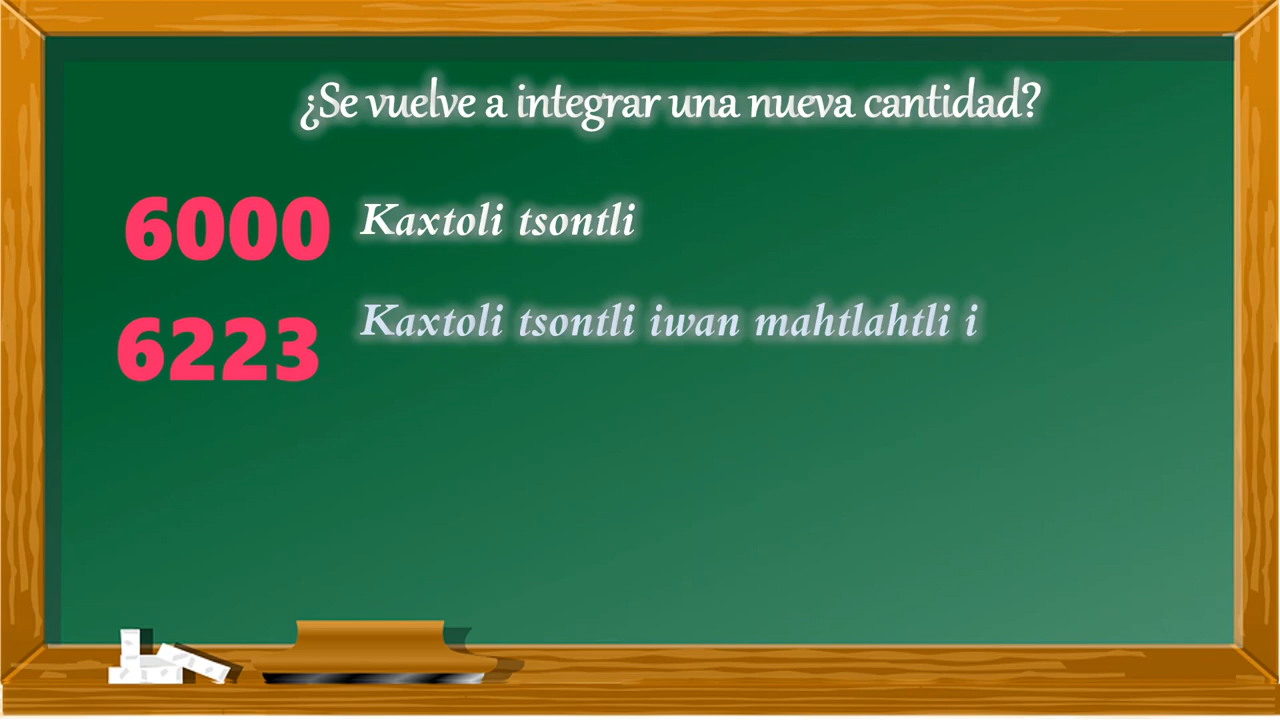 ¿Se vuelve a integrar una nueva cantidad?
6000 Kaxtoli tsontli
6223 Kaxtoli tsontli iwan mahtlahtli i